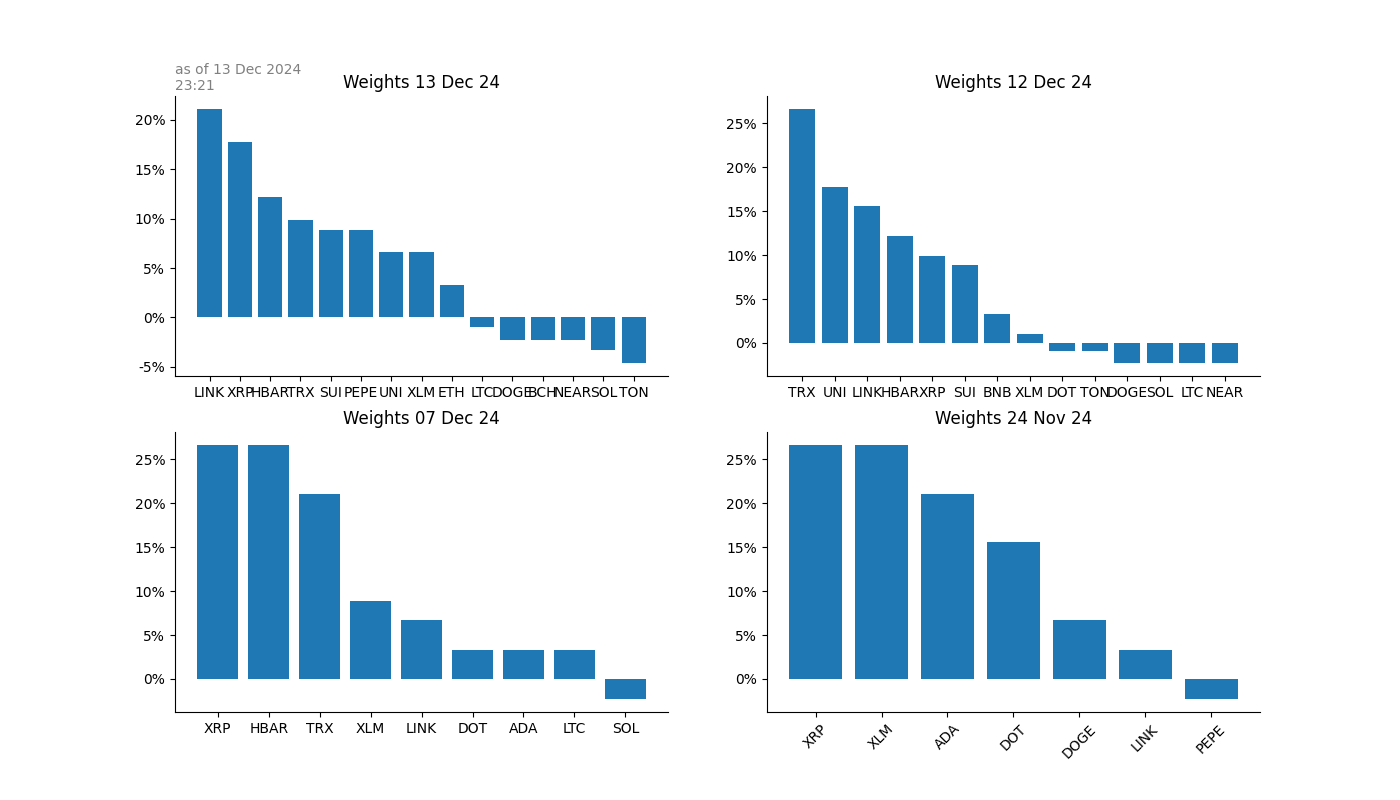 as of 13 Dec 2024
23:21
Weights 13 Dec 24
20%
15%
10%
5%
0%
-5%
LINK XRP HBAR TRX SUI PEPE UNI XLM ETH LTC DOGE BCH NEAR SOL TON
Weights 12 Dec 24
25%
20%
15%
10%
5%
0%
TRX UNI LINK HBAR XRP SUI BNB XLM DOT TON DOGE SOL LTC NEAR
Weights 07 Dec 24
25%
20%
15%
10%
5%
0%
XRP HBAR TRX XLM LINK DOT ADA LTC SOL
Weights 24 Nov 24
25%
20%
15%
10%
5%
0%
XRP XLM ADA DOT DOGE LINK PEPE